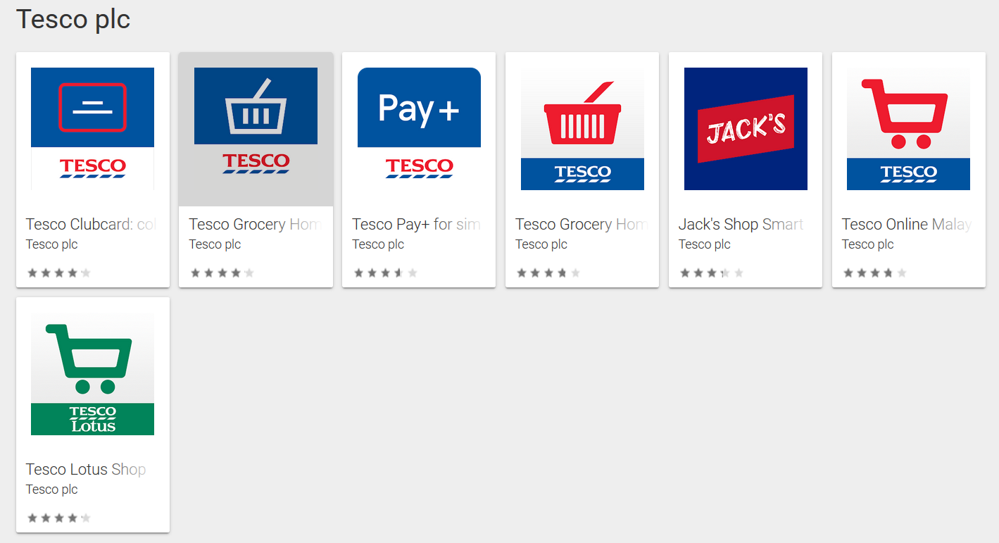 Tesco plc
TESCO
TESCO
Pay+
TESCO
TESCO
JACK'S
TESCO
Tesco Clubcard: col
Tesco plc
Tesco Grocery Hom
Tesco plc
Tesco Pay+ for sim
Tesco plc
Tesco Grocery Hom
Tesco plc
Jack's Shop Smart
Tesco plc
Tesco Online Malay
Tesco plc
TESCO
Lotus
Tesco Lotus Shop
Tesco plc